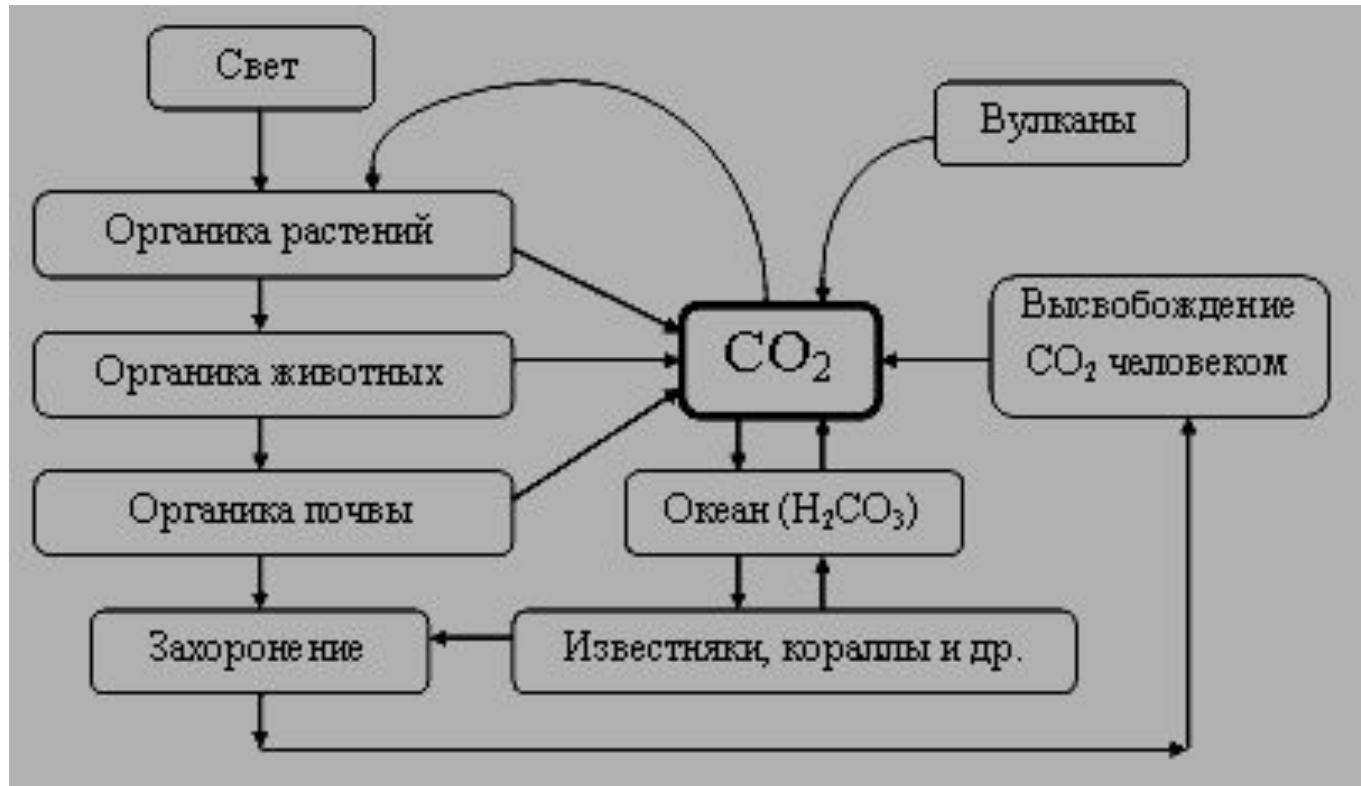 Свет
Вулканы
Органика растений
Высвобождение
CO₂ человеком
CO₂
Органика животных
Органика почвы
Океан (H₂CO₃)
Захоронение
Известняки, кораллы и др.